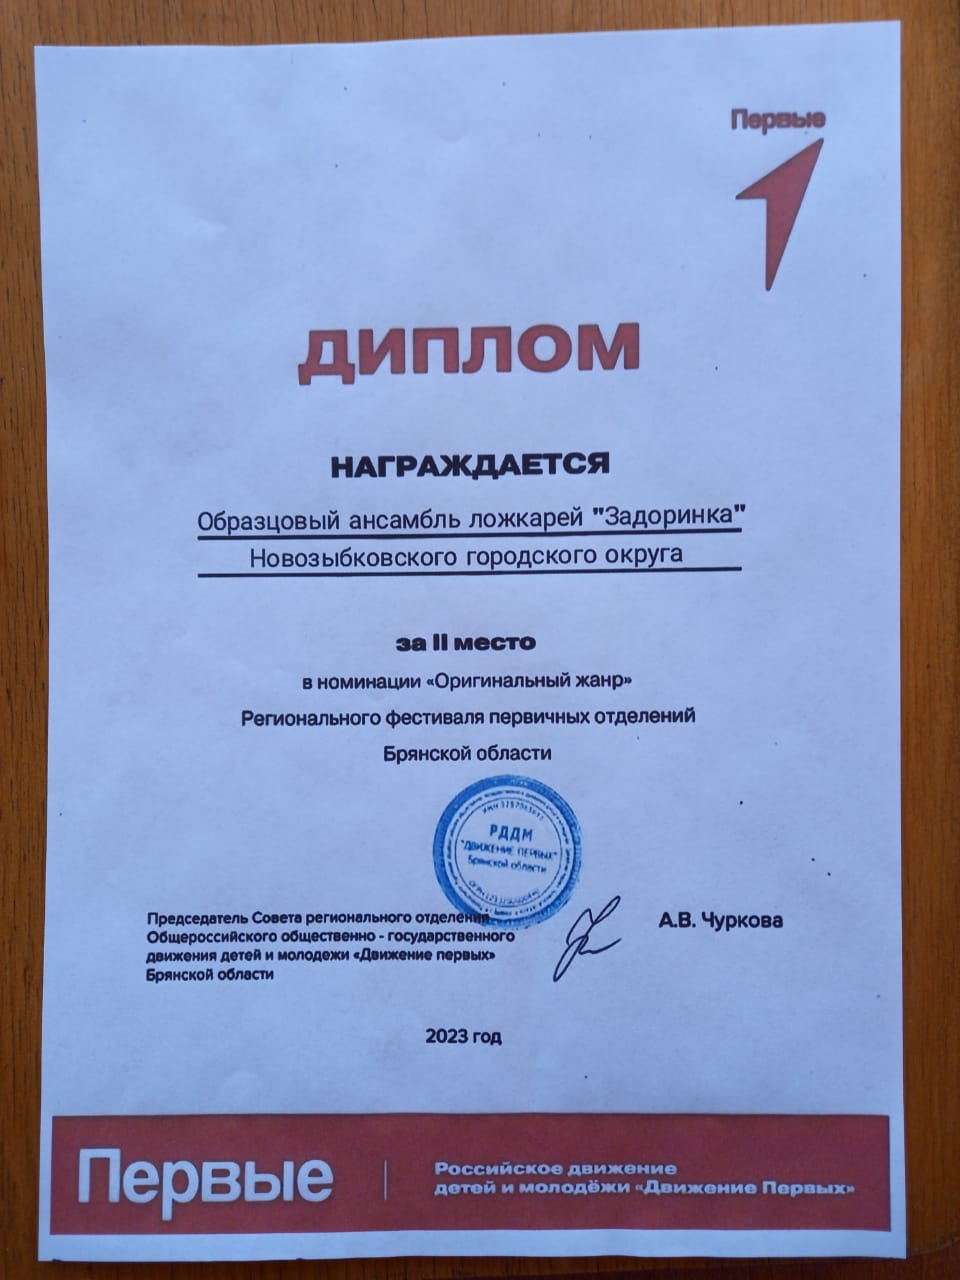 Первые
ДИПЛОМ
НАГРАЖДАЕТСЯ
Образцовый ансамбль ложкарей "Задоринка"
Новозыбковского городского округа
за II место
в номинации «Оригинальный жанр»
Регионального фестиваля первичных отделений
Брянской области
РДДМ
"ДВИЖЕНИЕ ПЕРВЫХ"
Брянской области
Председатель Совета регионального отделения
Общероссийского общественно - государственного
движения детей и молодежи «Движение первых»
Брянской области
А.В. Чуркова
2023 год
Первые
Российское движение
детей и молодёжи «Движение Первых»